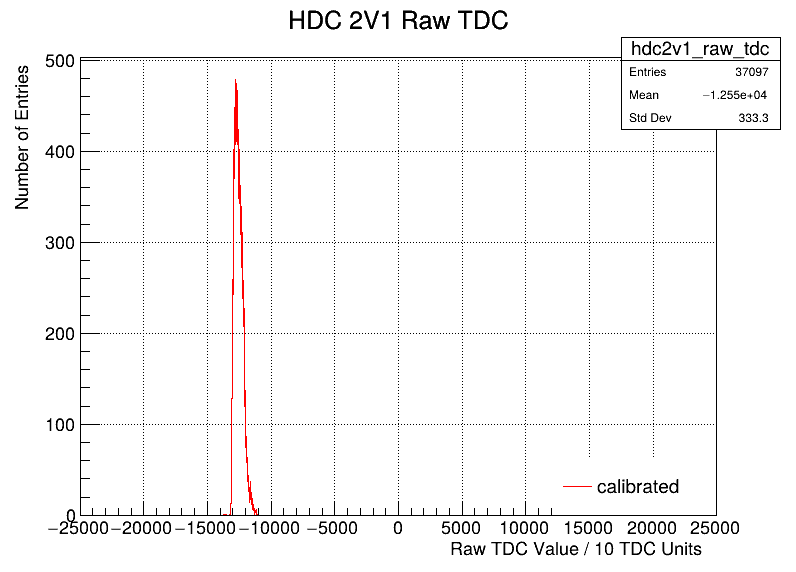 HDC 2V1 Raw TDC
hdc2v1_raw_tdc
Entries 37097
Mean −1.255e+04
Std Dev 333.3
Number of Entries
500
400
300
200
100
0
−25000 −20000 −15000 −10000 −5000 0 5000 10000 15000 20000 25000
calibrated
Raw TDC Value / 10 TDC Units